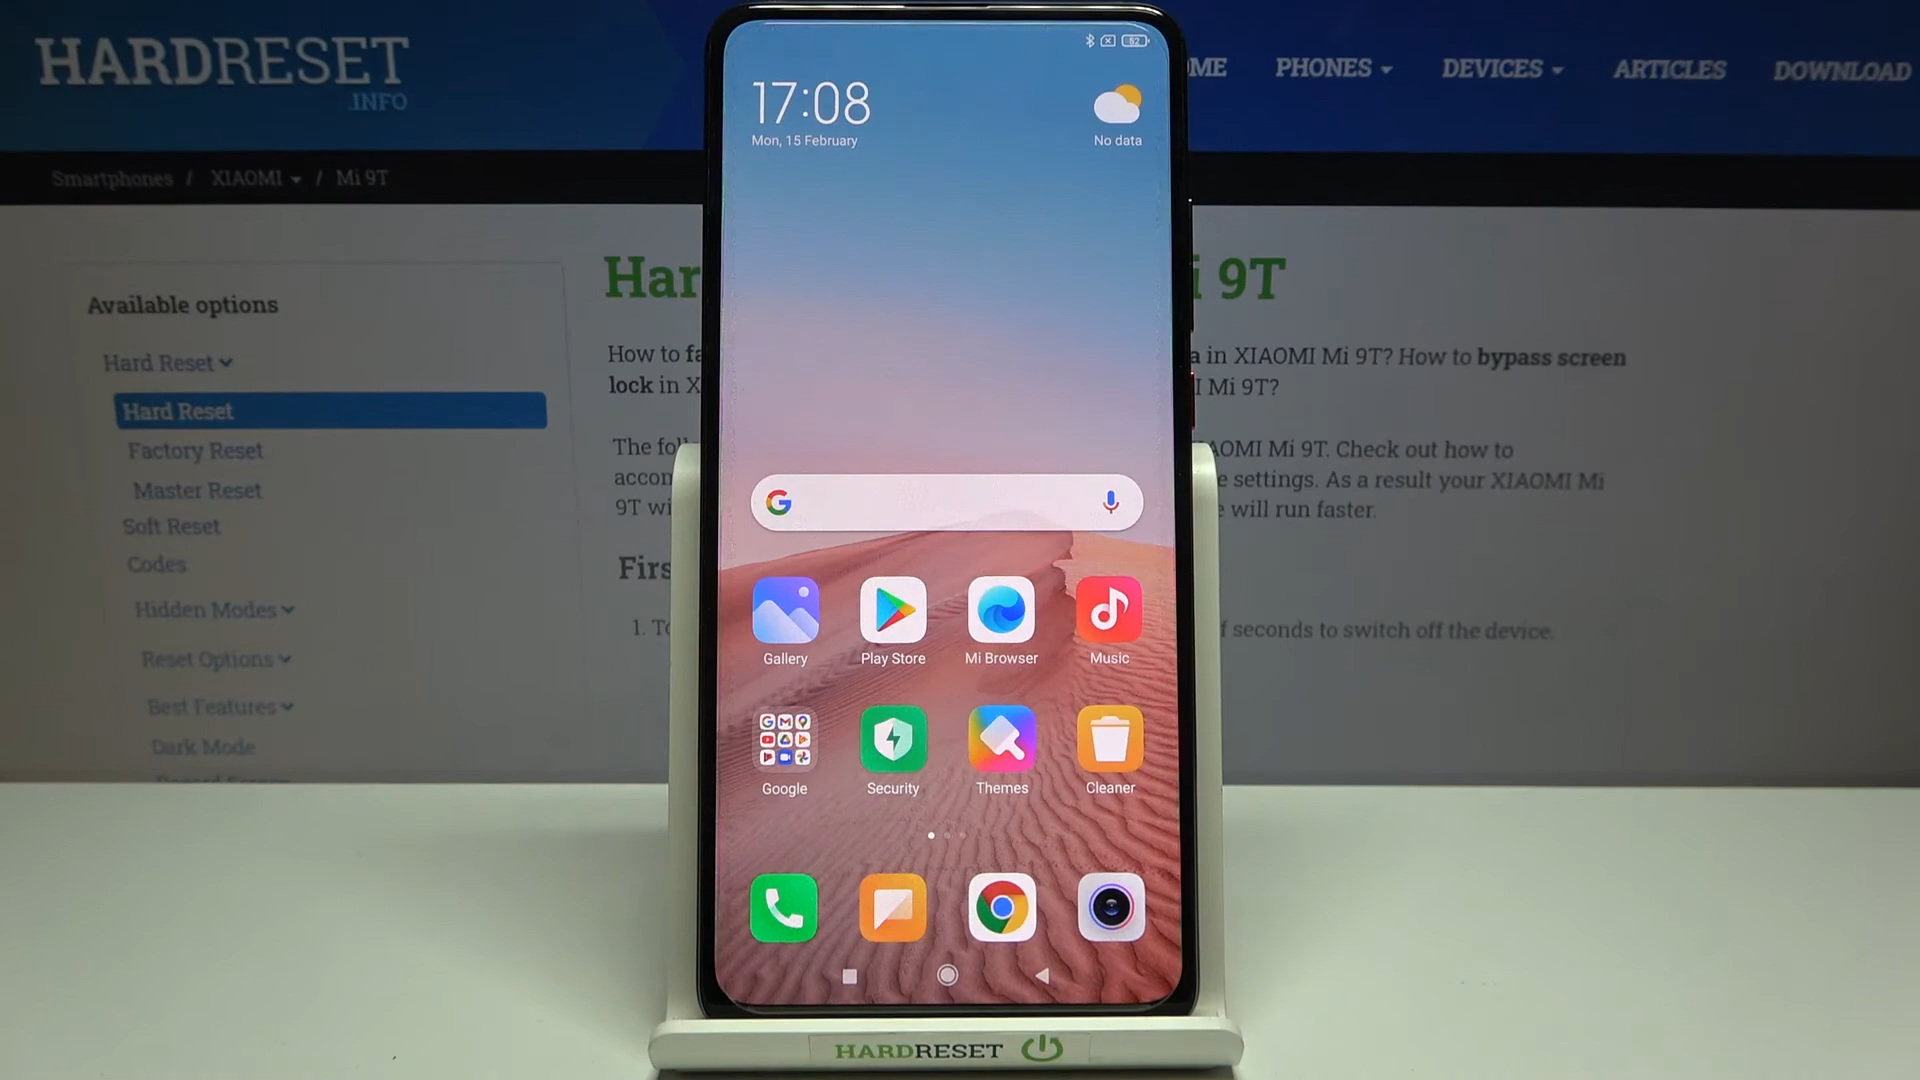 HARDRESET
.INFO
ME PHONES DEVICES ARTICLES DOWNLOAD
Smartphones / XIAOMI / Mi 9T
Available options
Hard Reset
Hard Reset
Factory Reset
Master Reset
Soft Reset
Codes
Hidden Modes
Reset Options
Best Features
Dark Mode
Har i 9T
How to fa a in XIAOMI Mi 9T? How to bypass screen
lock in X I Mi 9T?
The fol AOMI Mi 9T. Check out how to
accon e settings. As a result your XIAOMI Mi
9T wi e will run faster.
Firs
1. To f seconds to switch off the device.
52
17:08
Mon, 15 February
No data
Gallery Play Store Mi Browser Music
Google Security Themes Cleaner
HARDRESET